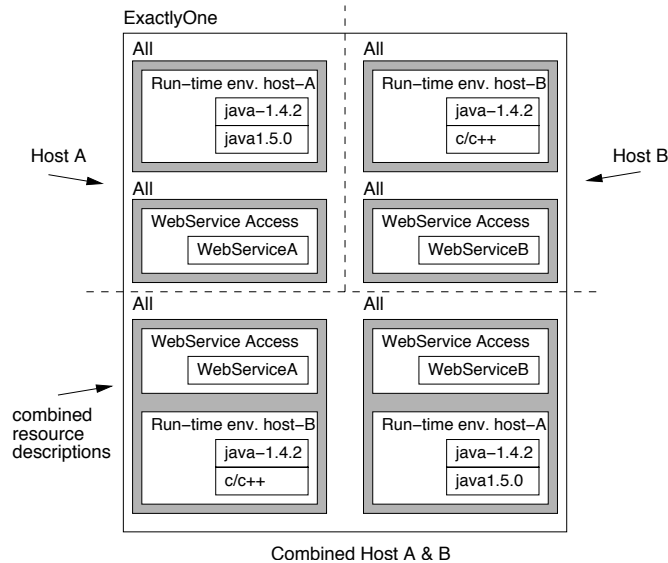 ExactlyOne
All
Run-time env. host-A
java-1.4.2
java1.5.0
All
Run-time env. host-B
java-1.4.2
c/c++
Host A
Host B
All
WebService Access
WebServiceA
All
WebService Access
WebServiceB
All
WebService Access
WebServiceA
Run-time env. host-B
java-1.4.2
c/c++
All
WebService Access
WebServiceB
Run-time env. host-A
java-1.4.2
java1.5.0
combined
resource
descriptions
Combined Host A & B